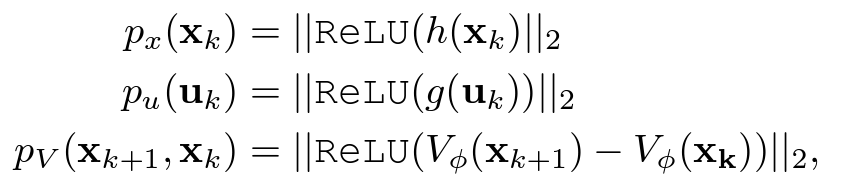 p_x(𝐱_k) = ||ReLU(h(𝐱_k)||_2
p_u(𝐮_k) = ||ReLU(g(𝐮_k))||_2
p_V(𝐱_{k+1}, 𝐱_k) = ||ReLU(V_ϕ(𝐱_{k+1}) − V_ϕ(𝐱_𝐤))||_2,